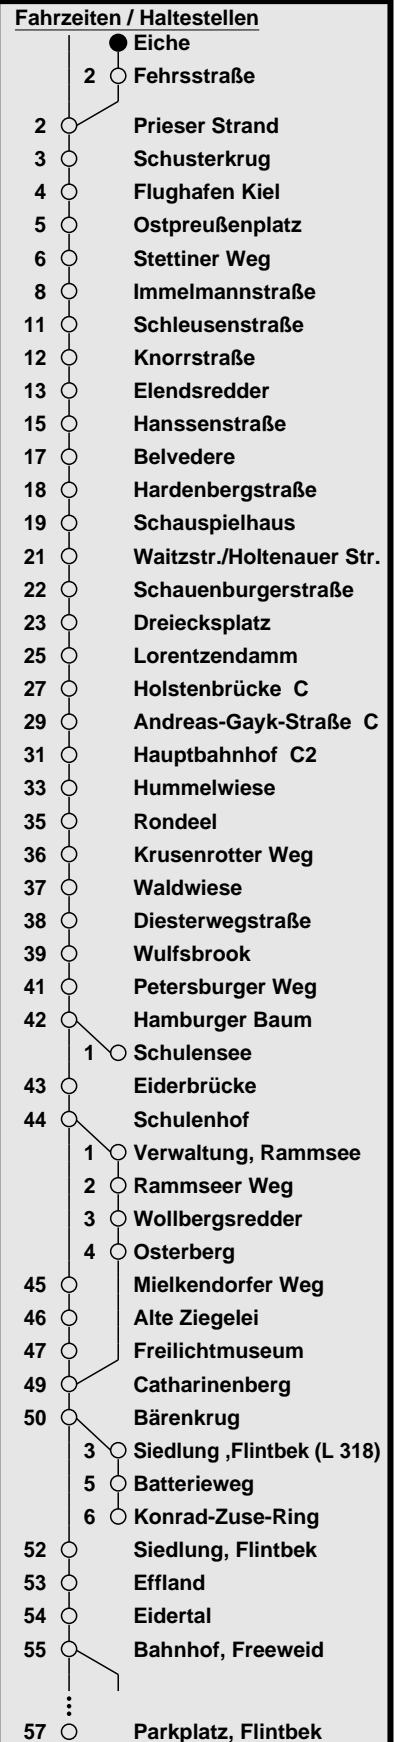 Fahrzeiten / Haltestellen
Eiche
2 Fehrsstraße
2 Prieser Strand
3 Schusterkrug
4 Flughafen Kiel
5 Ostpreußenplatz
6 Stettiner Weg
8 Immelmannstraße
11 Schleusenstraße
12 Knorrstraße
13 Elendsredder
15 Hanssenstraße
17 Belvedere
18 Hardenbergstraße
19 Schauspielhaus
21 Waitzstr./Holtenauer Str.
22 Schauenburgerstraße
23 Dreiecksplatz
25 Lorentzendamm
27 Holstenbrücke C
29 Andreas-Gayk-Straße C
31 Hauptbahnhof C2
33 Hummelwiese
35 Rondeel
36 Krusenrotter Weg
37 Waldwiese
38 Diesterwegstraße
39 Wulfsbrook
41 Petersburger Weg
42 Hamburger Baum
1 Schulensee
43 Eiderbrücke
44 Schulenhof
1 Verwaltung, Rammsee
2 Rammseer Weg
3 Wollbergsredder
4 Osterberg
45 Mielkendorfer Weg
46 Alte Ziegelei
47 Freilichtmuseum
49 Catharinenberg
50 Bärenkrug
3 Siedlung ,Flintbek (L 318)
5 Batterieweg
6 Konrad-Zuse-Ring
52 Siedlung, Flintbek
53 Effland
54 Eidertal
55 Bahnhof, Freeweid
57 Parkplatz, Flintbek